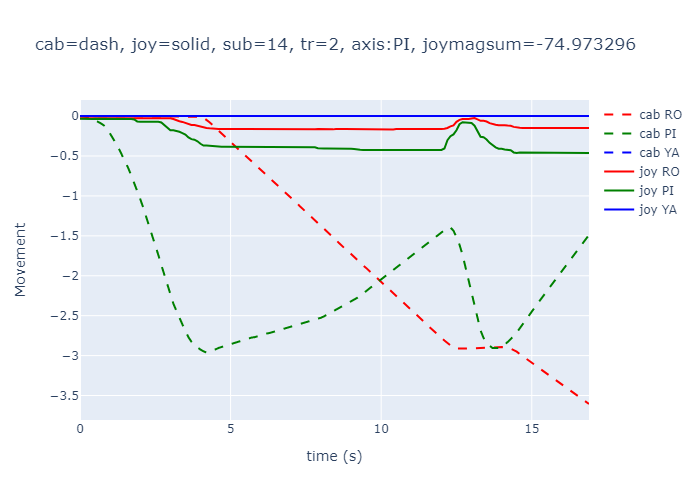 cab=dash, joy=solid, sub=14, tr=2, axis:PI, joymagsum=-74.973296
cab RO
cab PI
cab YA
joy RO
joy PI
joy YA
0
−0.5
−1
−1.5
−2
−2.5
−3
−3.5
Movement
0 5 10 15
time (s)